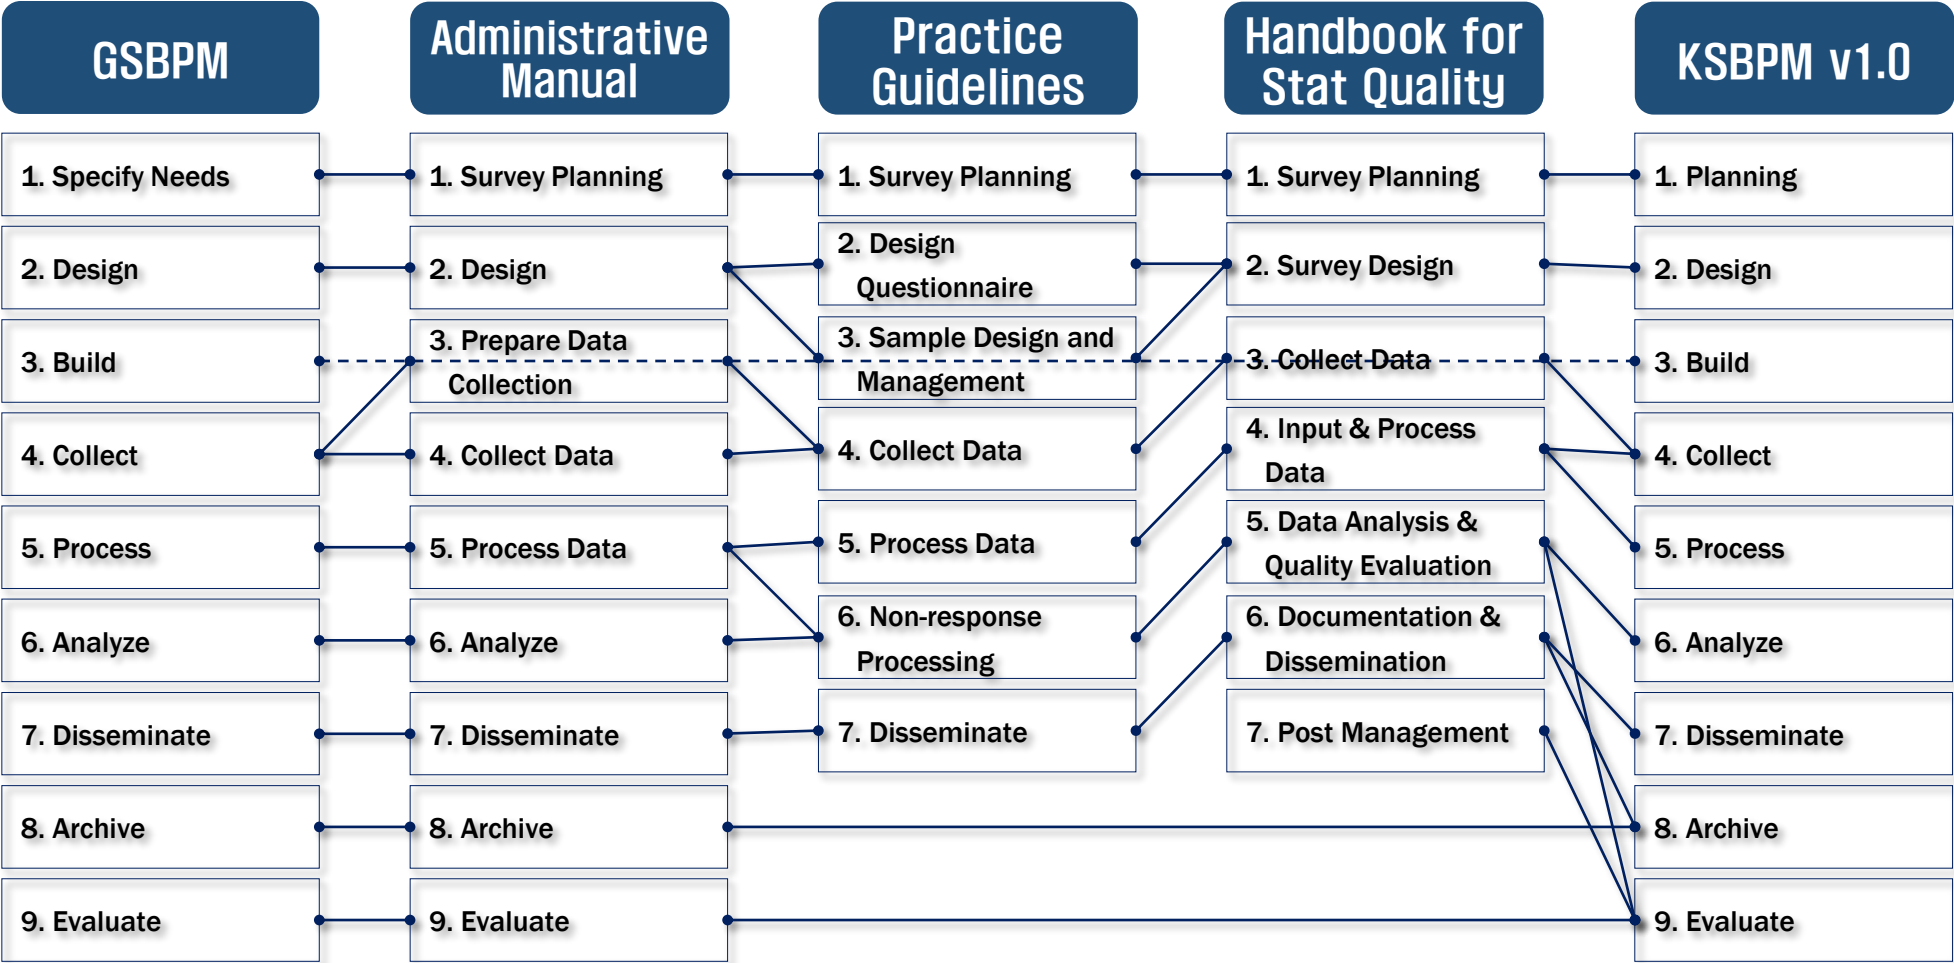 GSBPM
Administrative
Manual
Practice
Guidelines
Handbook for
Stat Quality
KSBPM v1.0
1. Specify Needs
2. Design
3. Build
4. Collect
5. Process
6. Analyze
7. Disseminate
8. Archive
9. Evaluate
1. Survey Planning
2. Design
3. Prepare Data
Collection
4. Collect Data
5. Process Data
6. Analyze
7. Disseminate
8. Archive
9. Evaluate
1. Survey Planning
2. Design
Questionnaire
3. Sample Design and
Management
4. Collect Data
5. Process Data
6. Non-response
Processing
7. Disseminate
1. Survey Planning
2. Survey Design
3. Collect Data
4. Input & Process
Data
5. Data Analysis &
Quality Evaluation
6. Documentation &
Dissemination
7. Post Management
1. Planning
2. Design
3. Build
4. Collect
5. Process
6. Analyze
7. Disseminate
8. Archive
9. Evaluate